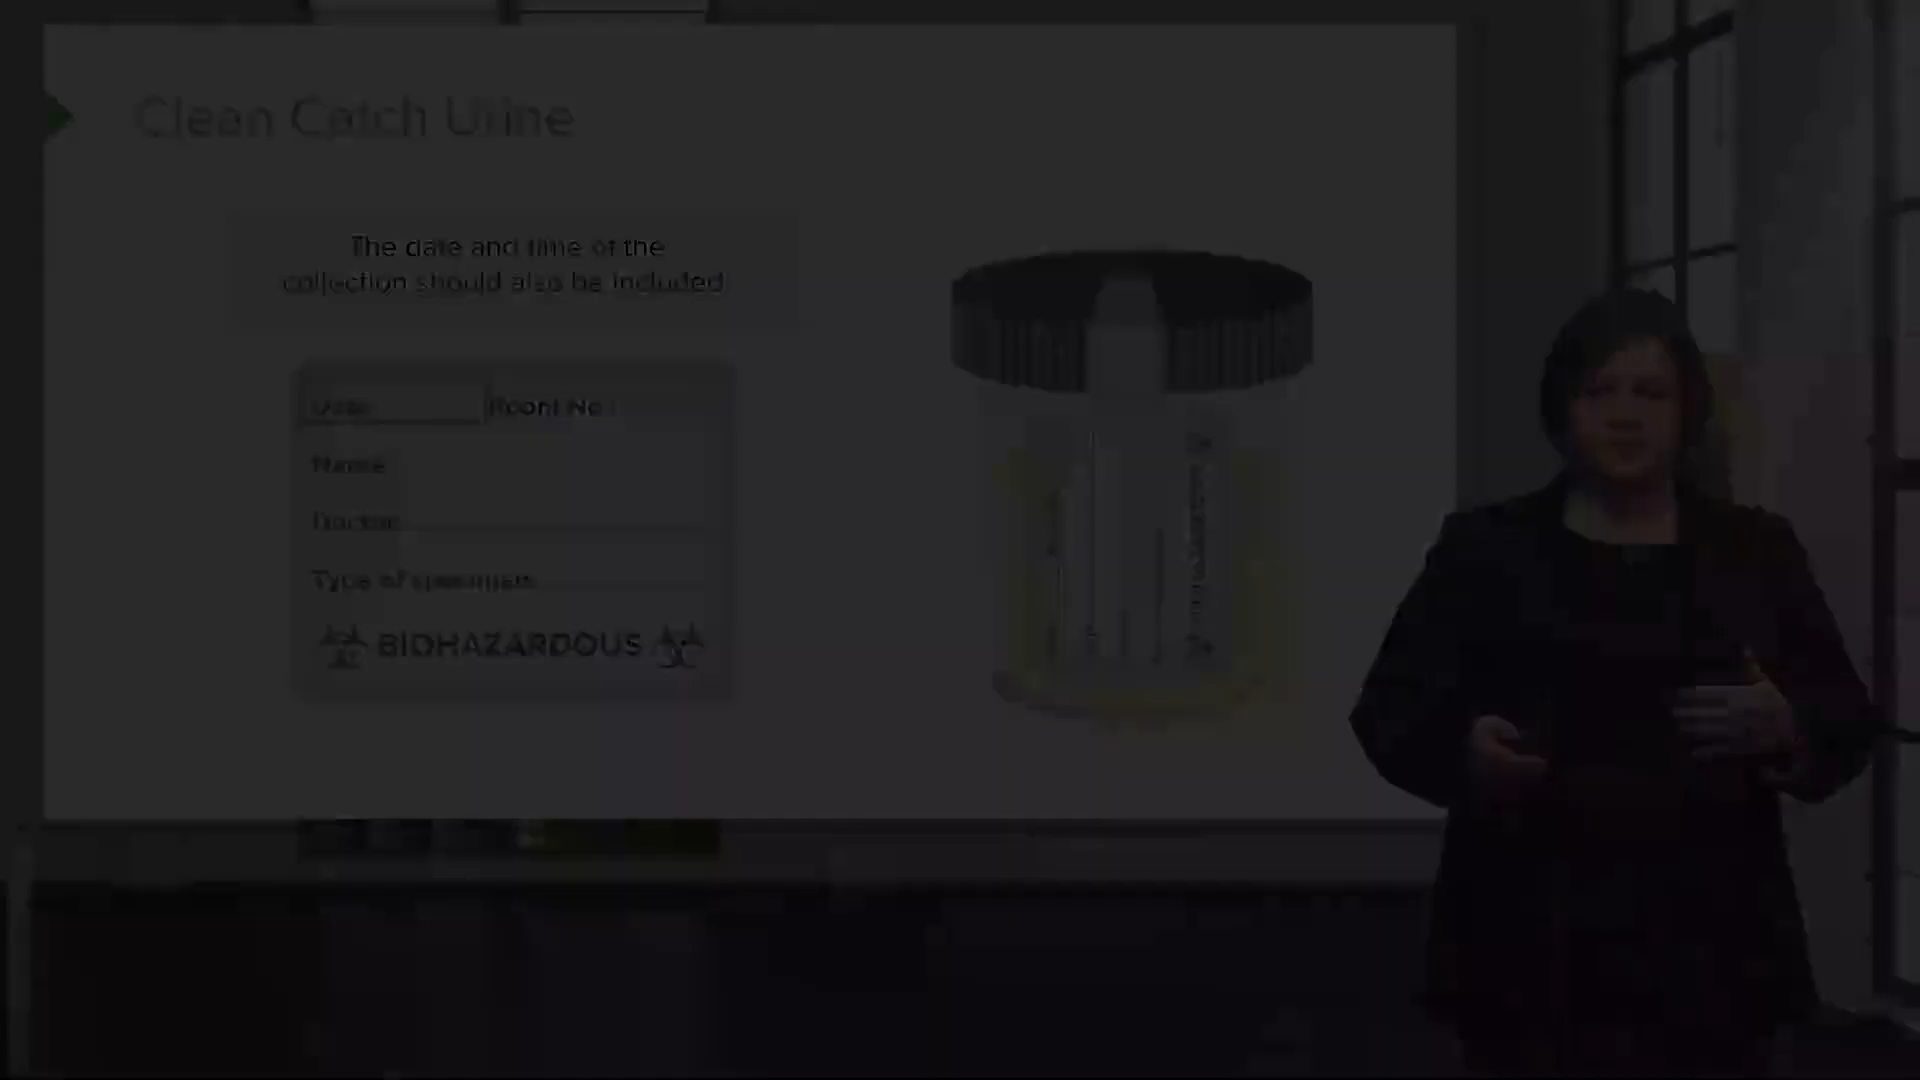 Clean Catch Urine
The date and time of the
collection should also be included
Date
Room No.
Name
Doctor
Type of specimen
BIOHAZARDOUS